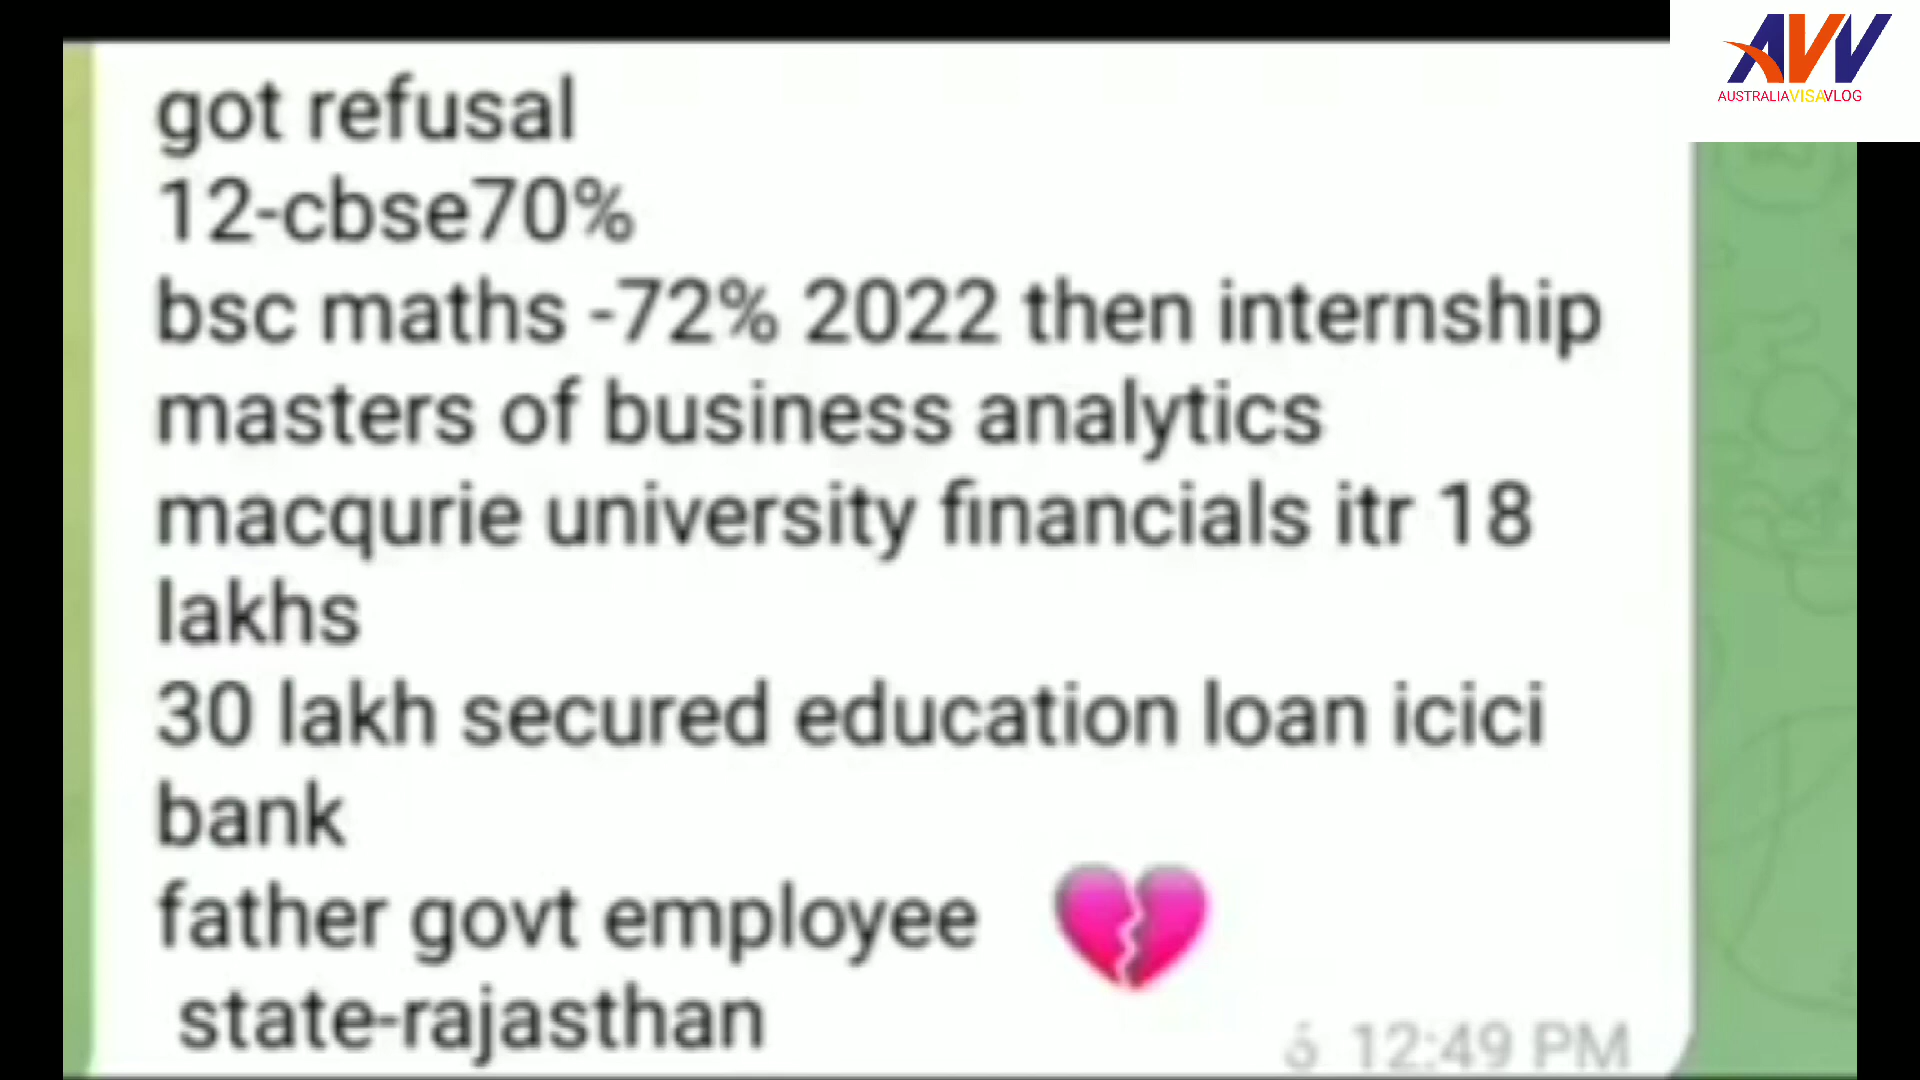 AVV
AUSTRALIAVISAVLOG
got refusal
12-cbse70%
bsc maths -72% 2022 then internship
masters of business analytics
macqurie university financials itr 18
lakhs
30 lakh secured education loan icici
bank
father govt employee
state-rajasthan
12:49 PM